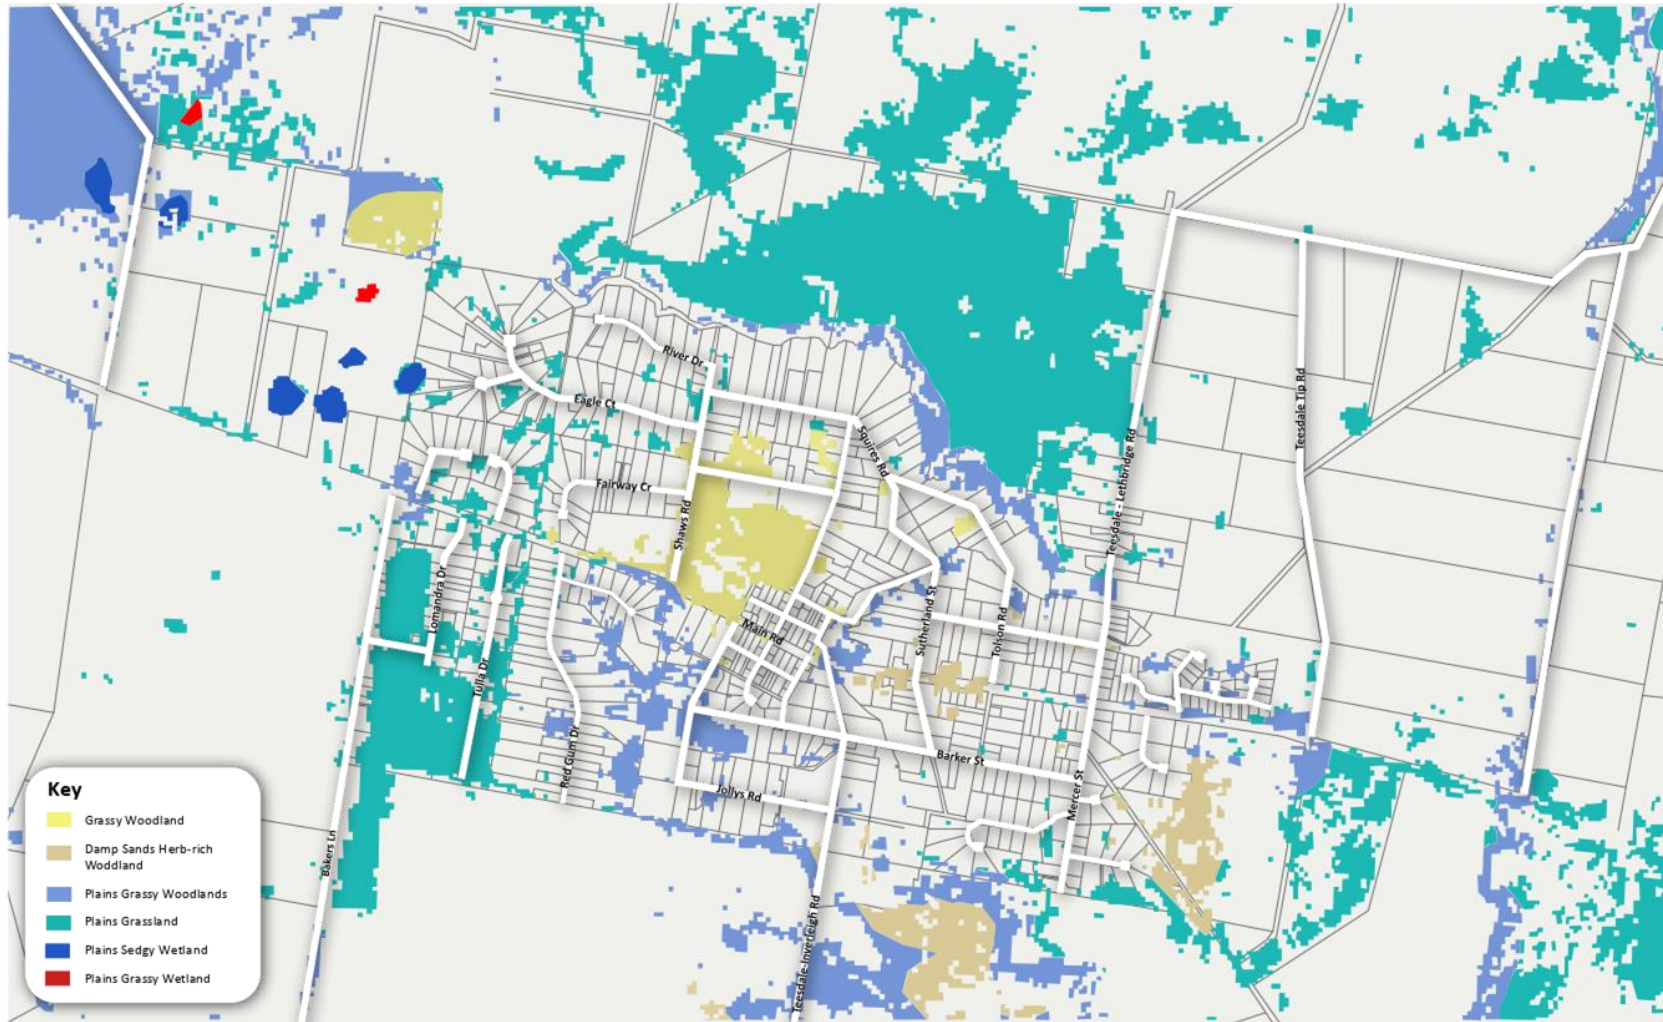 River Dr
Eagle Ct
Squires Rd
Teesdale Tip Rd
Teesdale - Lethbridge Rd
Fairway Cr
Shaws Rd
Lomandra Dr
Main Rd
Sutherland St
Tolson Rd
Tulla Dr
Red Gum Dr
Barker St
Jollys Rd
Mercer St
Bakers Ln
Teesdale-Inverleigh Rd
Key
Grassy Woodland
Damp Sands Herb-rich
Woddland
Plains Grassy Woodlands
Plains Grassland
Plains Sedgy Wetland
Plains Grassy Wetland